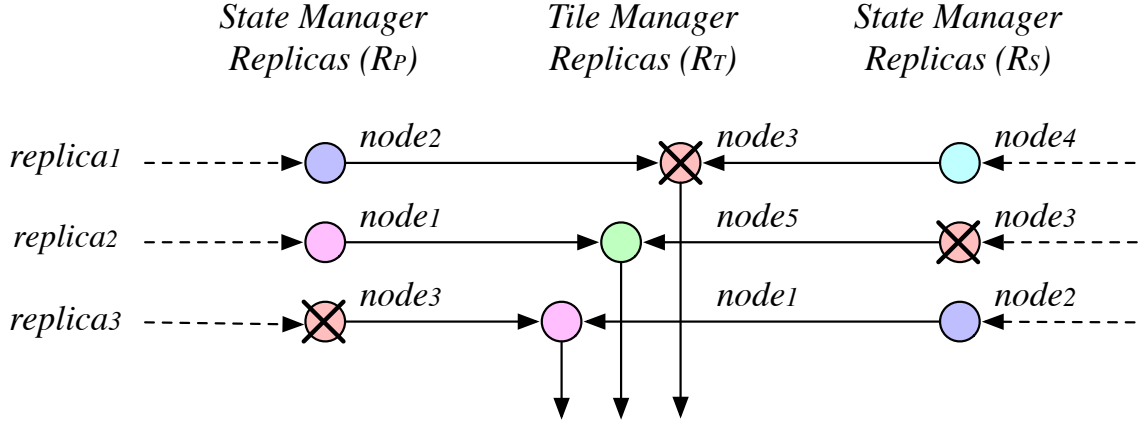 State Manager
Replicas (RP)
Tile Manager
Replicas (RT)
State Manager
Replicas (RS)
replica1
node2
node3
node4
replica2
node1
node5
node3
replica3
node3
node1
node2